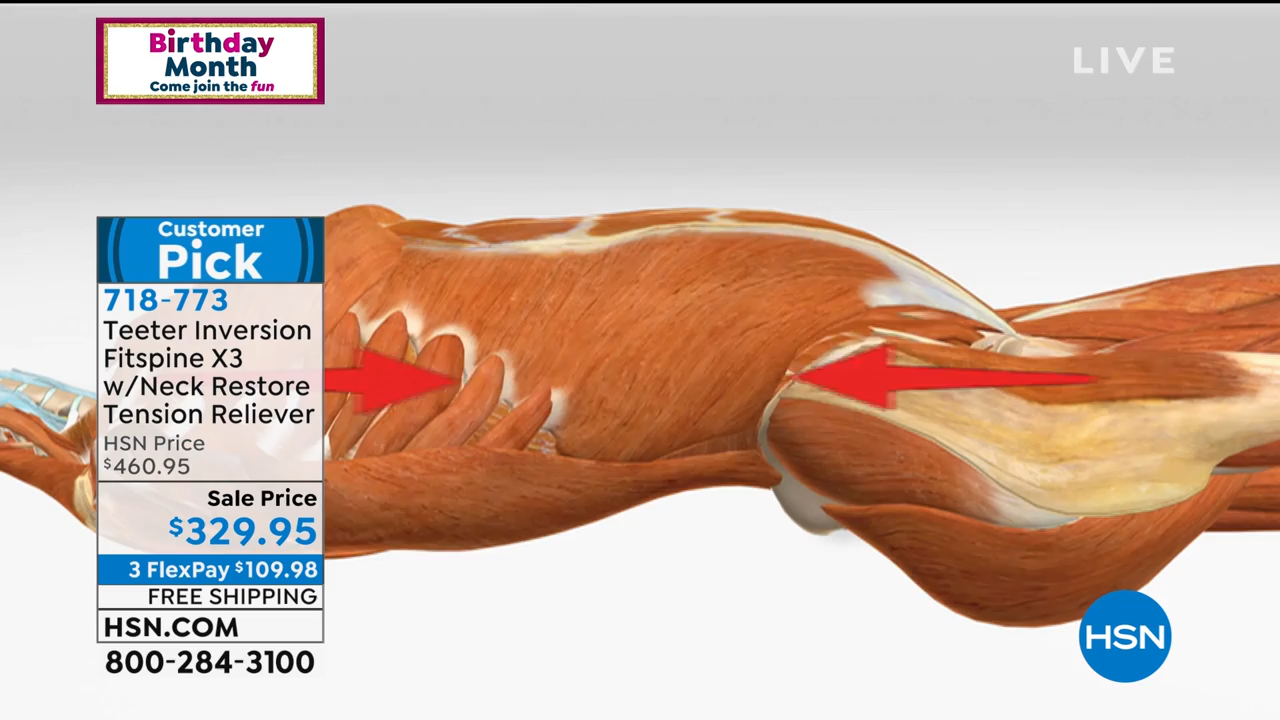 Birthday
Month
Come join the fun
LIVE
Customer
Pick
718-773
Teeter Inversion
Fitspine X3
w/Neck Restore
Tension Reliever
HSN Price
$460.95
Sale Price
$329.95
3 FlexPay $109.98
FREE SHIPPING
HSN.COM
800-284-3100
HSN